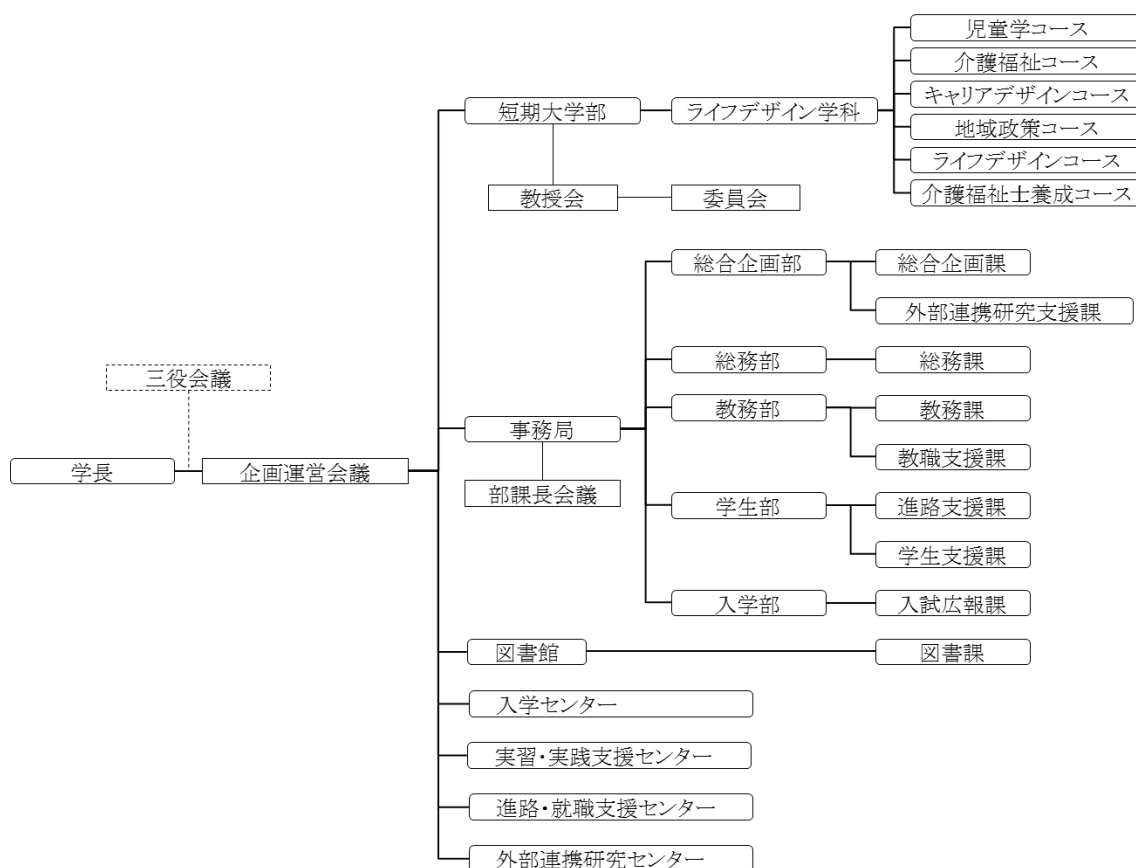 児童学コース
介護福祉コース
キャリアデザインコース
短期大学部
ライフデザイン学科
地域政策コース
ライフデザインコース
教授会
委員会
介護福祉士養成コース
総合企画部
総合企画課
外部連携研究支援課
三役会議
総務部
総務課
事務局
教務部
教務課
教職支援課
学長
企画運営会議
部課長会議
学生部
進路支援課
学生支援課
入学部
入試広報課
図書館
図書課
入学センター
実習・実践支援センター
進路・就職支援センター
外部連携研究センター